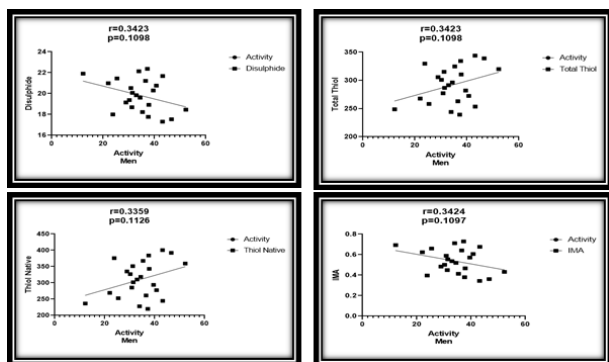 r=0.3423
p=0.1098
24
22
20
18
16
0
20
40
60
Disulphide
Activity
Men
Activity
Disulphide
r=0.3423
p=0.1098
350
300
250
200
0
20
40
60
Total Thiol
Activity
Men
Activity
Total Thiol
r=0.3359
p=0.1126
450
400
350
300
250
200
0
20
40
60
Thiol Native
Activity
Men
Activity
Thiol Native
r=0.3424
p=0.1097
0.8
0.6
0.4
0.2
0.0
0
20
40
60
IMA
Activity
Men
Activity
IMA